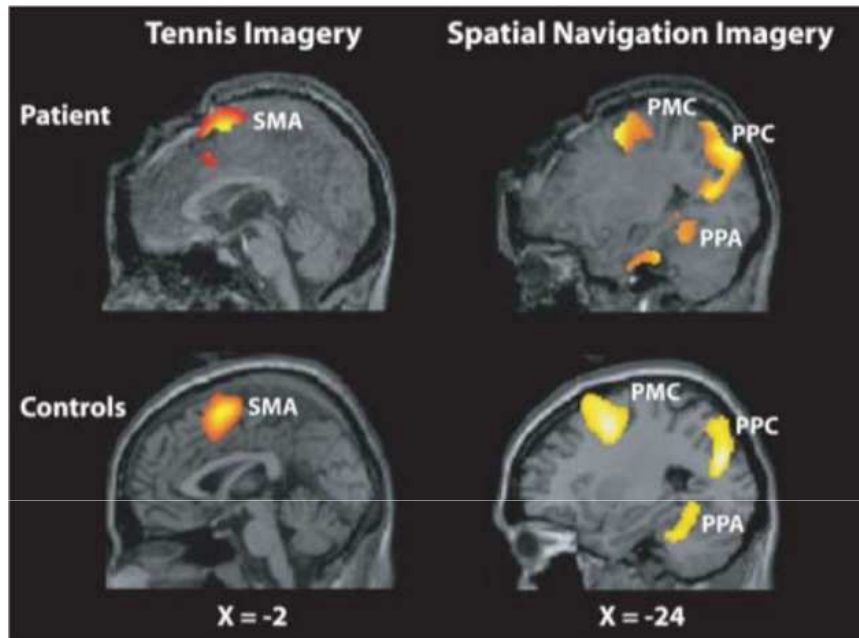 Tennis Imagery
Spatial Navigation Imagery
Patient
SMA
PMC
PPC
PPA
Controls
SMA
PMC
PPC
PPA
X = -2
X = -24